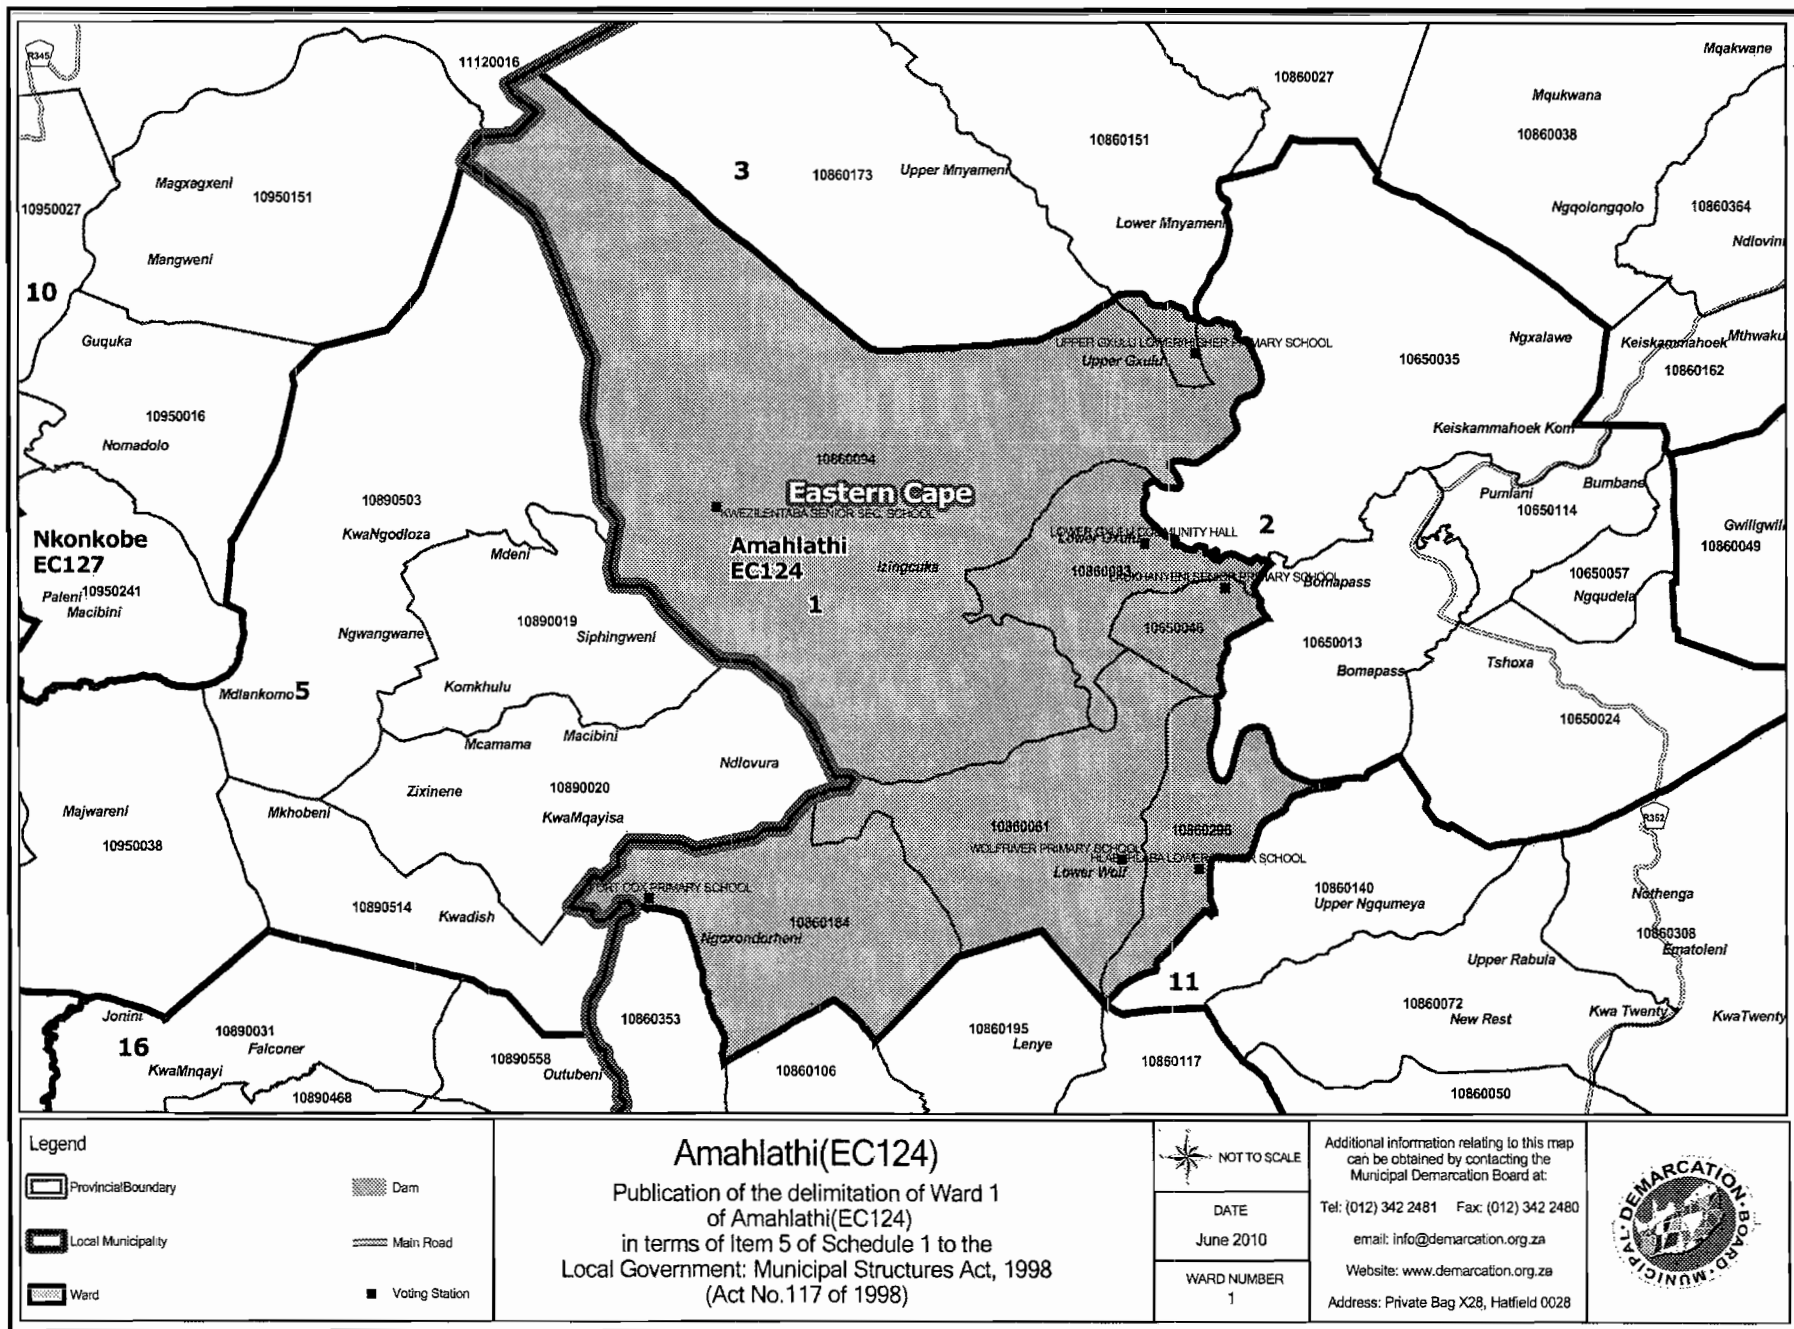 R345
11120016
Mqakwane
10860027
Mqukwana
10860038
3
10860173
Upper Mnyameni
10860151
Magxagxeni
10950151
10950027
Ngqolongqolo
10860364
Lower Mnyameni
Ndlovini
Mangweni
10
Guquka
UPPER GXULU LOWER/HIGHER PRIMARY SCHOOL
Upper Gxulu
10650035
Ngxalawe
Keiskammahoek
Mthwaku
10860162
10950016
Nomadolo
Keiskammahoek Kom
10860094
Eastern Cape
10890503
KWEZILENTABA SENIOR SEC. SCHOOL
KwaNgodloza
Mdeni
Pumlani
Bumbane
10650114
Nkonkobe
EC127
Amahlathi
EC124
1
Izingcuka
LOWER GXULU COMMUNITY HALL
Lower Gxulu
2
Gwiligwili
10860049
10860083
SENIOR PRIMARY SCHOOL
Bomapass
10650057
Ngqudela
Paleni
10950241
Macibini
10890019
Siphingweni
Ngwangwane
10650046
10650013
Bomapass
Tshoxa
Mdlankomo
5
Komkhulu
10650024
Mcamama
Macibini
Ndlovura
Zixinene
10890020
KwaMqayisa
Majwareni
10950038
Mkhobeni
10860061
WOLFRIVER PRIMARY SCHOOL
Lower Wolf
10860296
R352
FORT COX PRIMARY SCHOOL
10860140
Upper Ngqumeya
Nothenga
10890514
Kwadish
10860184
Ngqxondorheni
10860308
Ematoleni
Upper Rabula
11
10860072
New Rest
Kwa Twenty
KwaTwenty
Jonini
10890031
Falconer
16
KwaMnqayi
10860353
10860195
Lenye
10890558
Outubeni
10860106
10860117
10890468
10860050
Legend
Provincial Boundary
Dam
Local Municipality
Main Road
Ward
Voting Station
Amahlathi(EC124)
Publication of the delimitation of Ward 1
of Amahlathi(EC124)
in terms of Item 5 of Schedule 1 to the
Local Government: Municipal Structures Act, 1998
(Act No.117 of 1998)
NOT TO SCALE
DATE
June 2010
WARD NUMBER
1
Additional information relating to this map
can be obtained by contacting the
Municipal Demarcation Board at:
Tel: (012) 342 2481 Fax: (012) 342 2480
email: info@demarcation.org.za
Website: www.demarcation.org.za
Address: Private Bag X28, Hatfield 0028
MUNICIPAL DEMARCATION BOARD